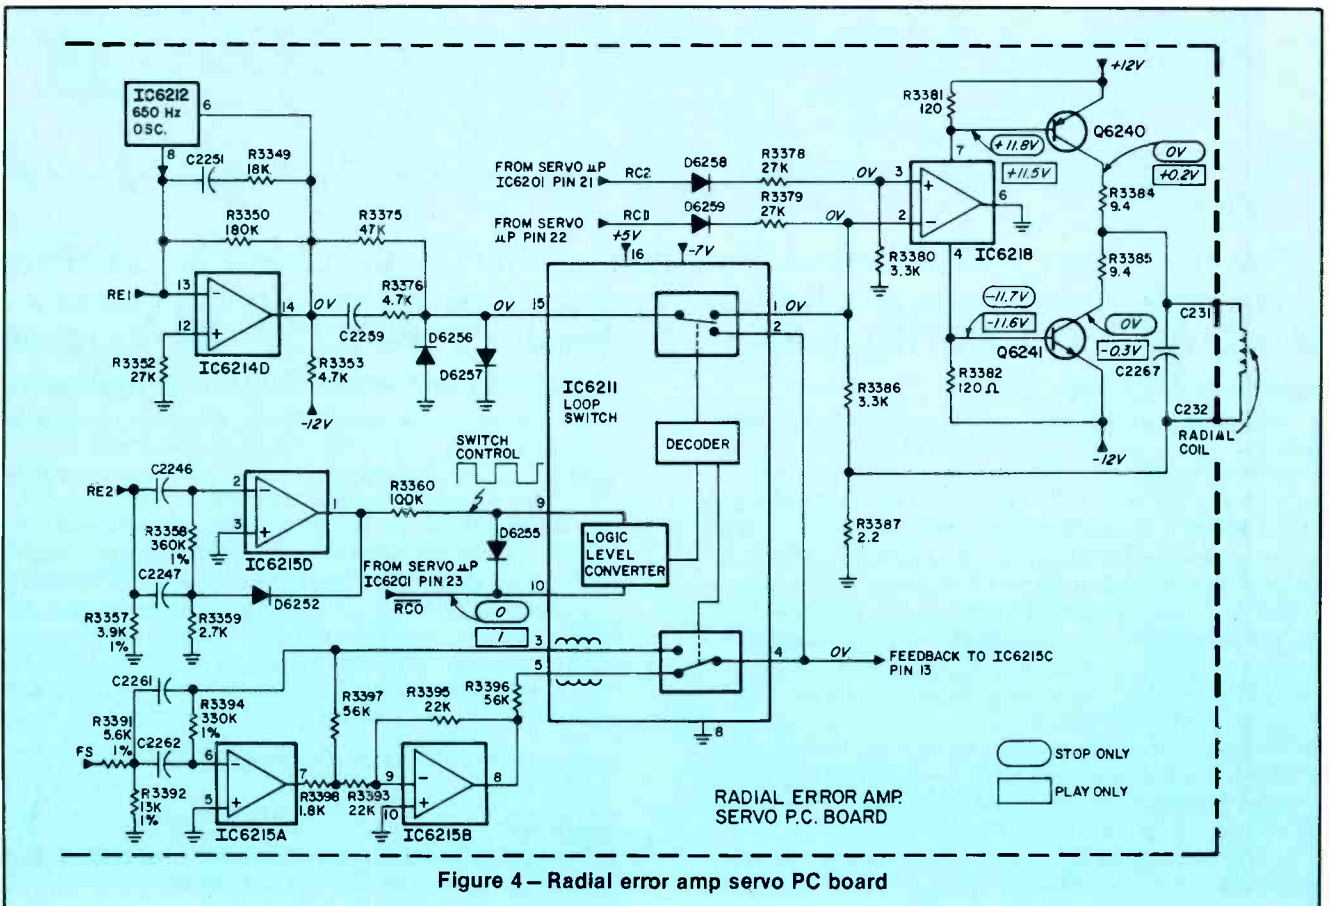 IC6212
650 Hz
OSC.
6
8
C2251
R3349
18K
R3350
180K
R3375
47K
RE1
13
12
14
0V
IC6214D
R3352
27K
R3353
4.7K
-12V
C2259
R3376
4.7K
D6256
D6257
0V
15
FROM SERVO µP
IC6201 PIN 21
RC2
D6258
R3378
27K
0V
FROM SERVO
µP PIN 22
RCD
D6259
R3379
27K
0V
+5V
16
-7V
1
0V
2
IC6211
LOOP
SWITCH
DECODER
LOGIC
LEVEL
CONVERTER
R3380
3.3K
3
2
6
7
4
IC6218
R3381
120
+12V
+11.8V
+11.5V
Q6240
0V
+0.2V
R3384
9.4
R3385
9.4
-11.7V
-11.6V
Q6241
0V
-0.3V
R3382
120Ω
C2267
C231
C232
RADIAL
COIL
-12V
R3386
3.3K
R3387
2.2
RE2
C2246
2
3
1
IC6215D
R3358
360K
1%
C2247
D6252
R3357
3.9K
1%
R3359
2.7K
SWITCH
CONTROL
R3360
100K
9
D6255
FROM SERVO µP
IC6201 PIN 23
RCO
10
0
1
3
5
4
0V
FEEDBACK TO IC6215C
PIN 13
8
C2261
R3391
5.6K
1%
FS
C2262
R3394
330K
1%
R3392
13K
1%
6
5
7
IC6215A
R3397
56K
R3398
1.8K
R3393
22K
R3395
22K
R3396
56K
9
10
8
IC6215B
STOP ONLY
PLAY ONLY
RADIAL ERROR AMP.
SERVO P.C. BOARD
Figure 4 – Radial error amp servo PC board